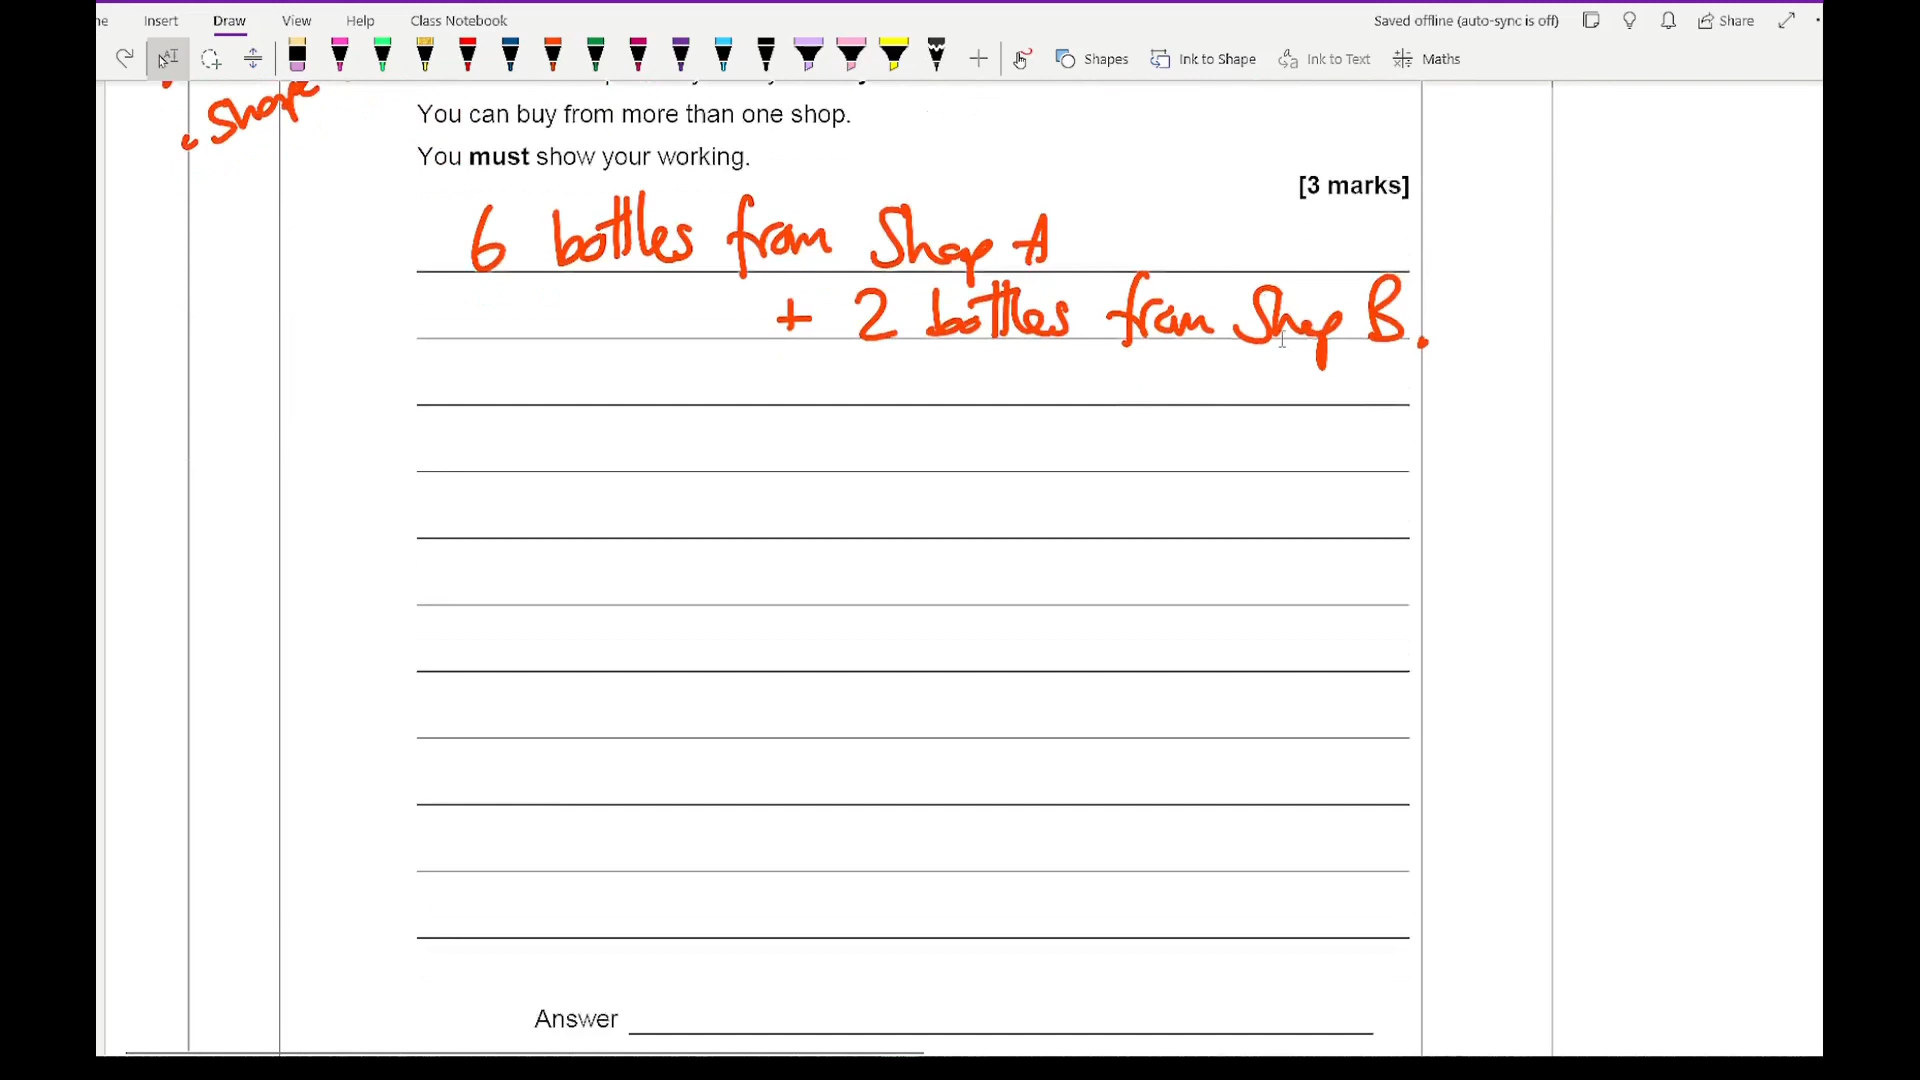 Insert Draw View Help Class Notebook Saved offline (auto-sync is off) Share
Shapes Ink to Shape Ink to Text Maths
Shape
You can buy from more than one shop.
You must show your working.
[3 marks]
6 bottles from Shop A
+ 2 bottles from Shop B.
Answer